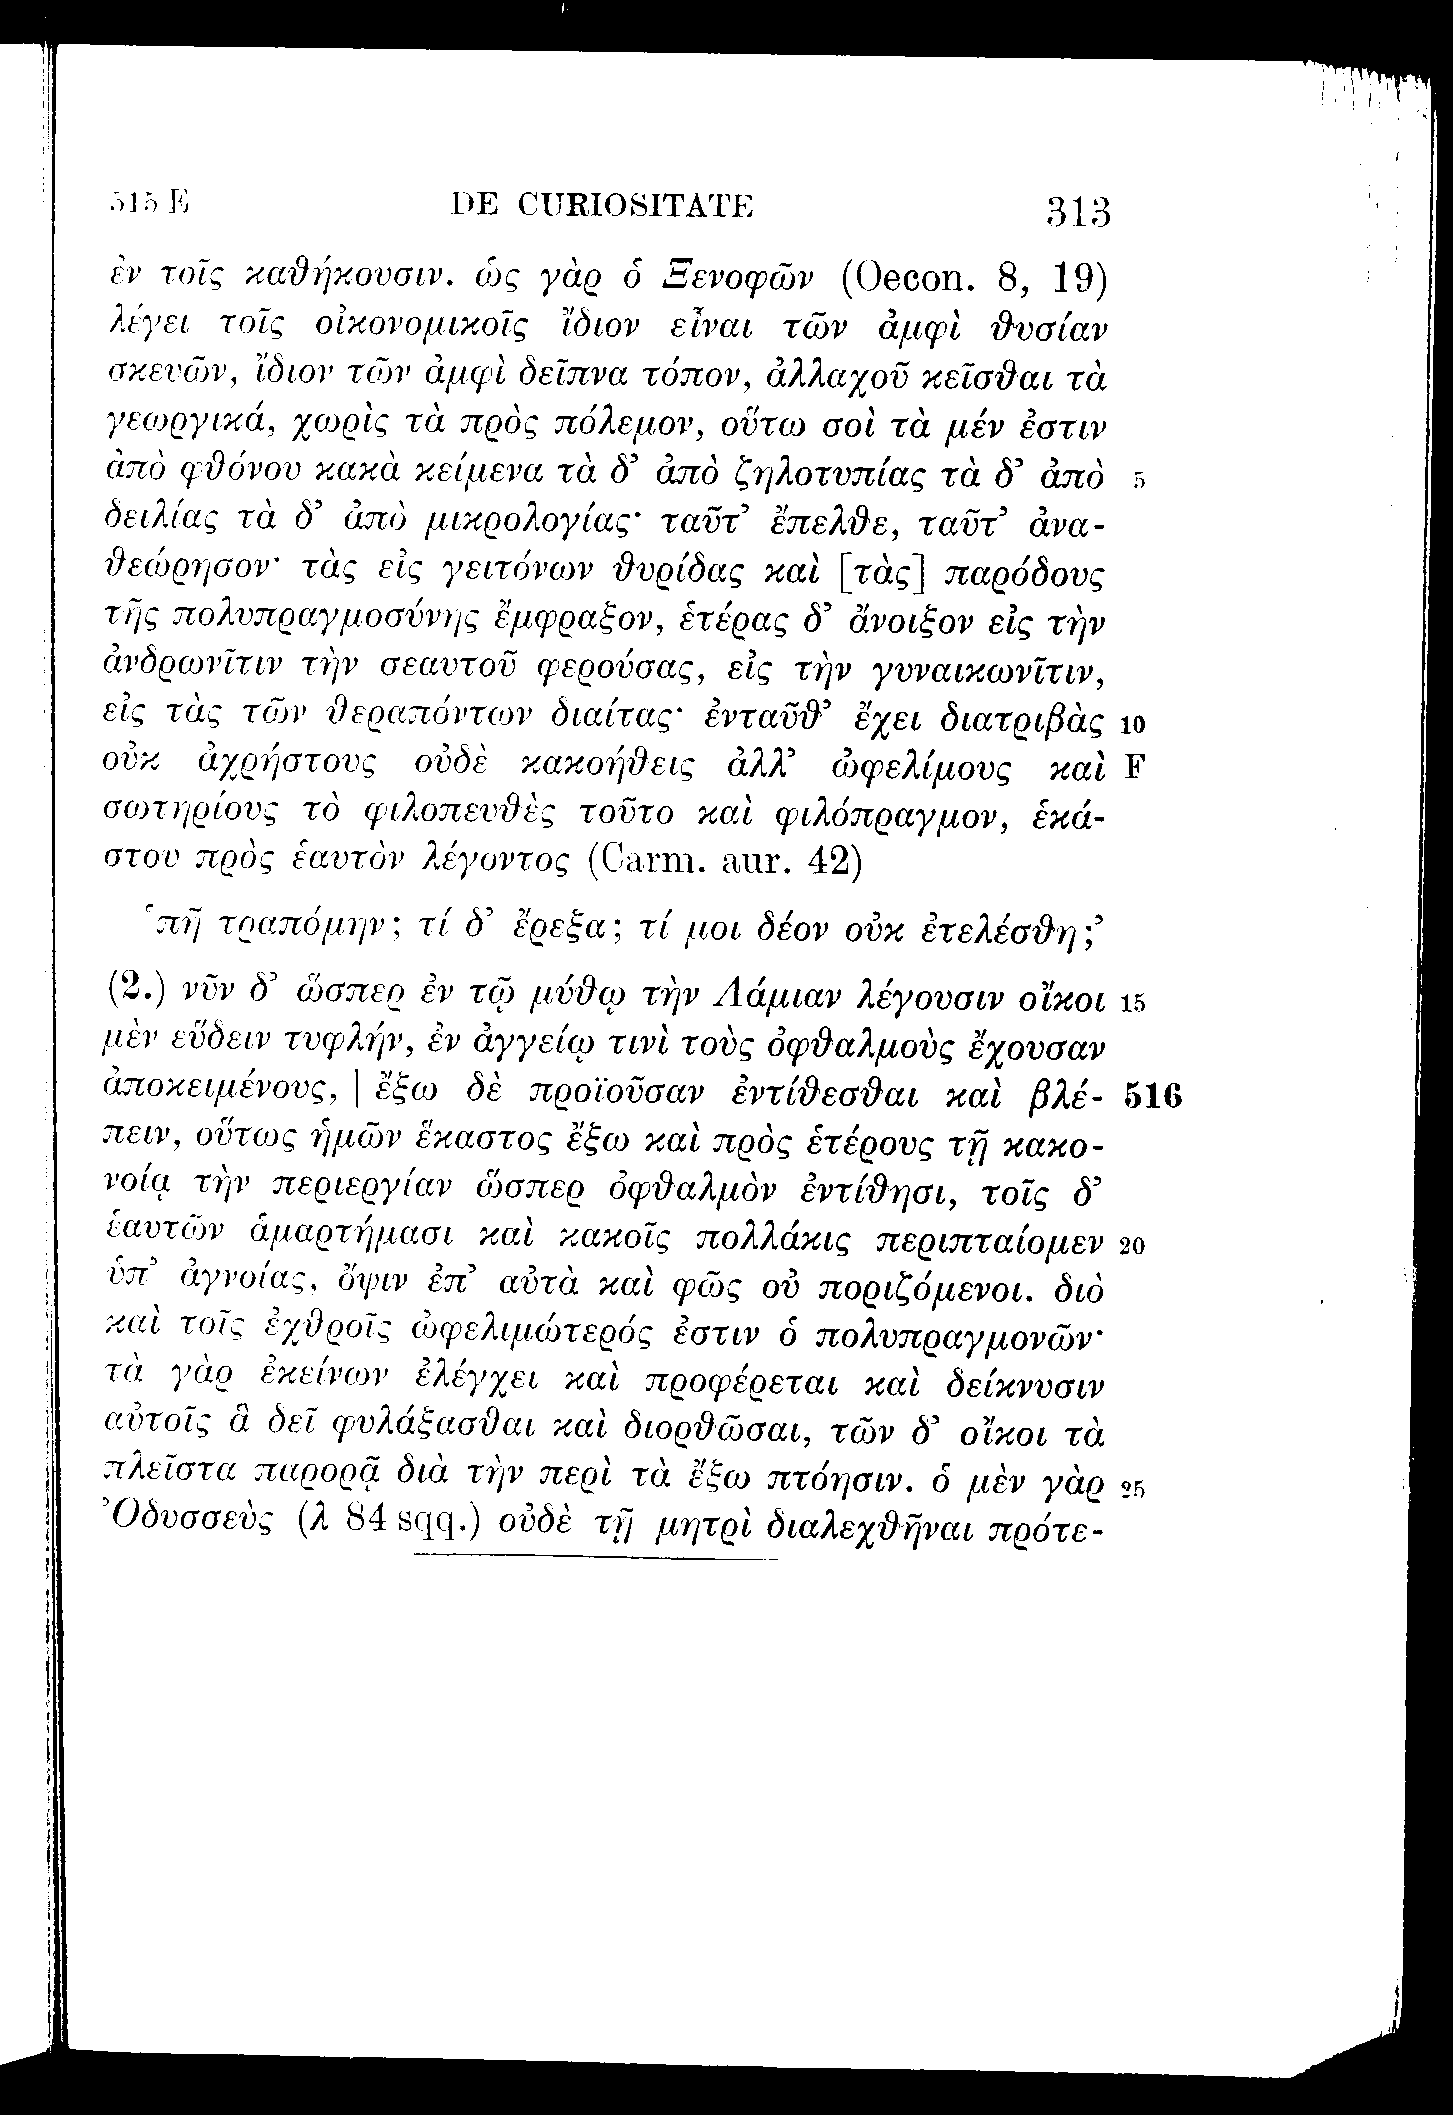 515 E DE CURIOSITATE 313
ἐν τοῖς καθήκουσιν. ὡς γὰρ ὁ Ξενοφῶν (Oecon. 8, 19)
λέγει τοῖς οἰκονομικοῖς ἴδιον εἶναι τῶν ἀμφὶ θυσίαν
σκευῶν, ἴδιον τῶν ἀμφὶ δεῖπνα τόπον, ἀλλαχοῦ κεῖσθαι τὰ
γεωργικά, χωρὶς τὰ πρὸς πόλεμον, οὕτω σοὶ τὰ μέν ἐστιν
ἀπὸ φθόνου κακὰ κείμενα τὰ δ’ ἀπὸ ζηλοτυπίας τὰ δ’ ἀπὸ 5
δειλίας τὰ δ’ ἀπὸ μικρολογίας· ταῦτ’ ἔπελθε, ταῦτ’ ἀνα-
θεώρησον· τὰς εἰς γειτόνων θυρίδας καὶ [τὰς] παρόδους
τῆς πολυπραγμοσύνης ἔμφραξον, ἑτέρας δ’ ἄνοιξον εἰς τὴν
ἀνδρωνῖτιν τὴν σεαυτοῦ φερούσας, εἰς τὴν γυναικωνῖτιν,
εἰς τὰς τῶν θεραπόντων διαίτας· ἐνταῦθ’ ἔχει διατριβὰς 10
οὐκ ἀχρήστους οὐδὲ κακοήθεις ἀλλ’ ὠφελίμους καὶ F
σωτηρίους τὸ φιλοπευθὲς τοῦτο καὶ φιλόπραγμον, ἑκά-
στου πρὸς ἑαυτὸν λέγοντος (Carm. aur. 42)
‘πῆ τραπόμην; τί δ’ ἔρεξα; τί μοι δέον οὐκ ἐτελέσθη;’
(2.) νῦν δ’ ὥσπερ ἐν τῷ μύθῳ τὴν Λάμιαν λέγουσιν οἴκοι 15
μὲν εὕδειν τυφλήν, ἐν ἀγγείῳ τινὶ τοὺς ὀφθαλμοὺς ἔχουσαν
ἀποκειμένους, | ἔξω δὲ προϊοῦσαν ἐντίθεσθαι καὶ βλέ- 516
πειν, οὕτως ἡμῶν ἕκαστος ἔξω καὶ πρὸς ἑτέρους τῇ κακο-
νοίᾳ τὴν περιεργίαν ὥσπερ ὀφθαλμὸν ἐντίθησι, τοῖς δ’
ἑαυτῶν ἁμαρτήμασι καὶ κακοῖς πολλάκις περιπταίομεν 20
ὑπ’ ἀγνοίας, ὄψιν ἐπ’ αὐτὰ καὶ φῶς οὐ ποριζόμενοι. διὸ
καὶ τοῖς ἐχθροῖς ὠφελιμώτερός ἐστιν ὁ πολυπραγμονῶν·
τὰ γὰρ ἐκείνων ἐλέγχει καὶ προφέρεται καὶ δείκνυσιν
αὐτοῖς ἃ δεῖ φυλάξασθαι καὶ διορθῶσαι, τῶν δ’ οἴκοι τὰ
πλεῖστα παρορᾷ διὰ τὴν περὶ τὰ ἔξω πτόησιν. ὁ μὲν γὰρ 25
Ὀδυσσεὺς (λ 84 sqq.) οὐδὲ τῇ μητρὶ διαλεχθῆναι πρότε-